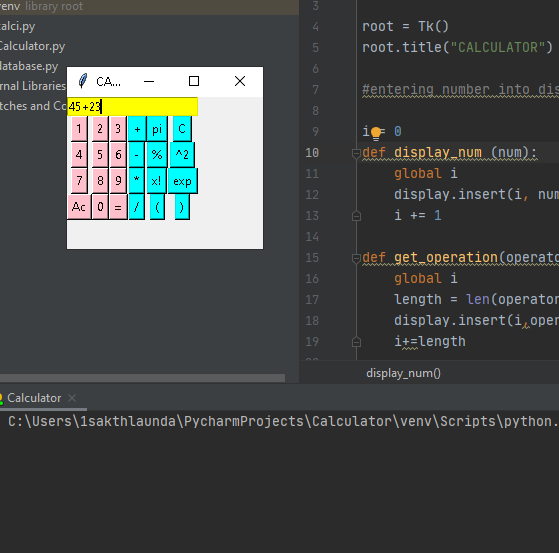 venv library root
calci.py
Calculator.py
database.py
rnal Libraries
tches and Co
CA...
45+23
1 2 3 + pi C
4 5 6 - % ^2
7 8 9 * x! exp
Ac 0 = / ( )
3
4 root = Tk()
5 root.title("CALCULATOR")
6
7 #entering number into dis
8
9 i = 0
10 def display_num (num):
11 global i
12 display.insert(i, num
13 i += 1
14
15 def get_operation(operato
16 global i
17 length = len(operator
18 display.insert(i,oper
19 i+=length
display_num()
Calculator
C:\Users\1sakthlaunda\PycharmProjects\Calculator\venv\Scripts\python.